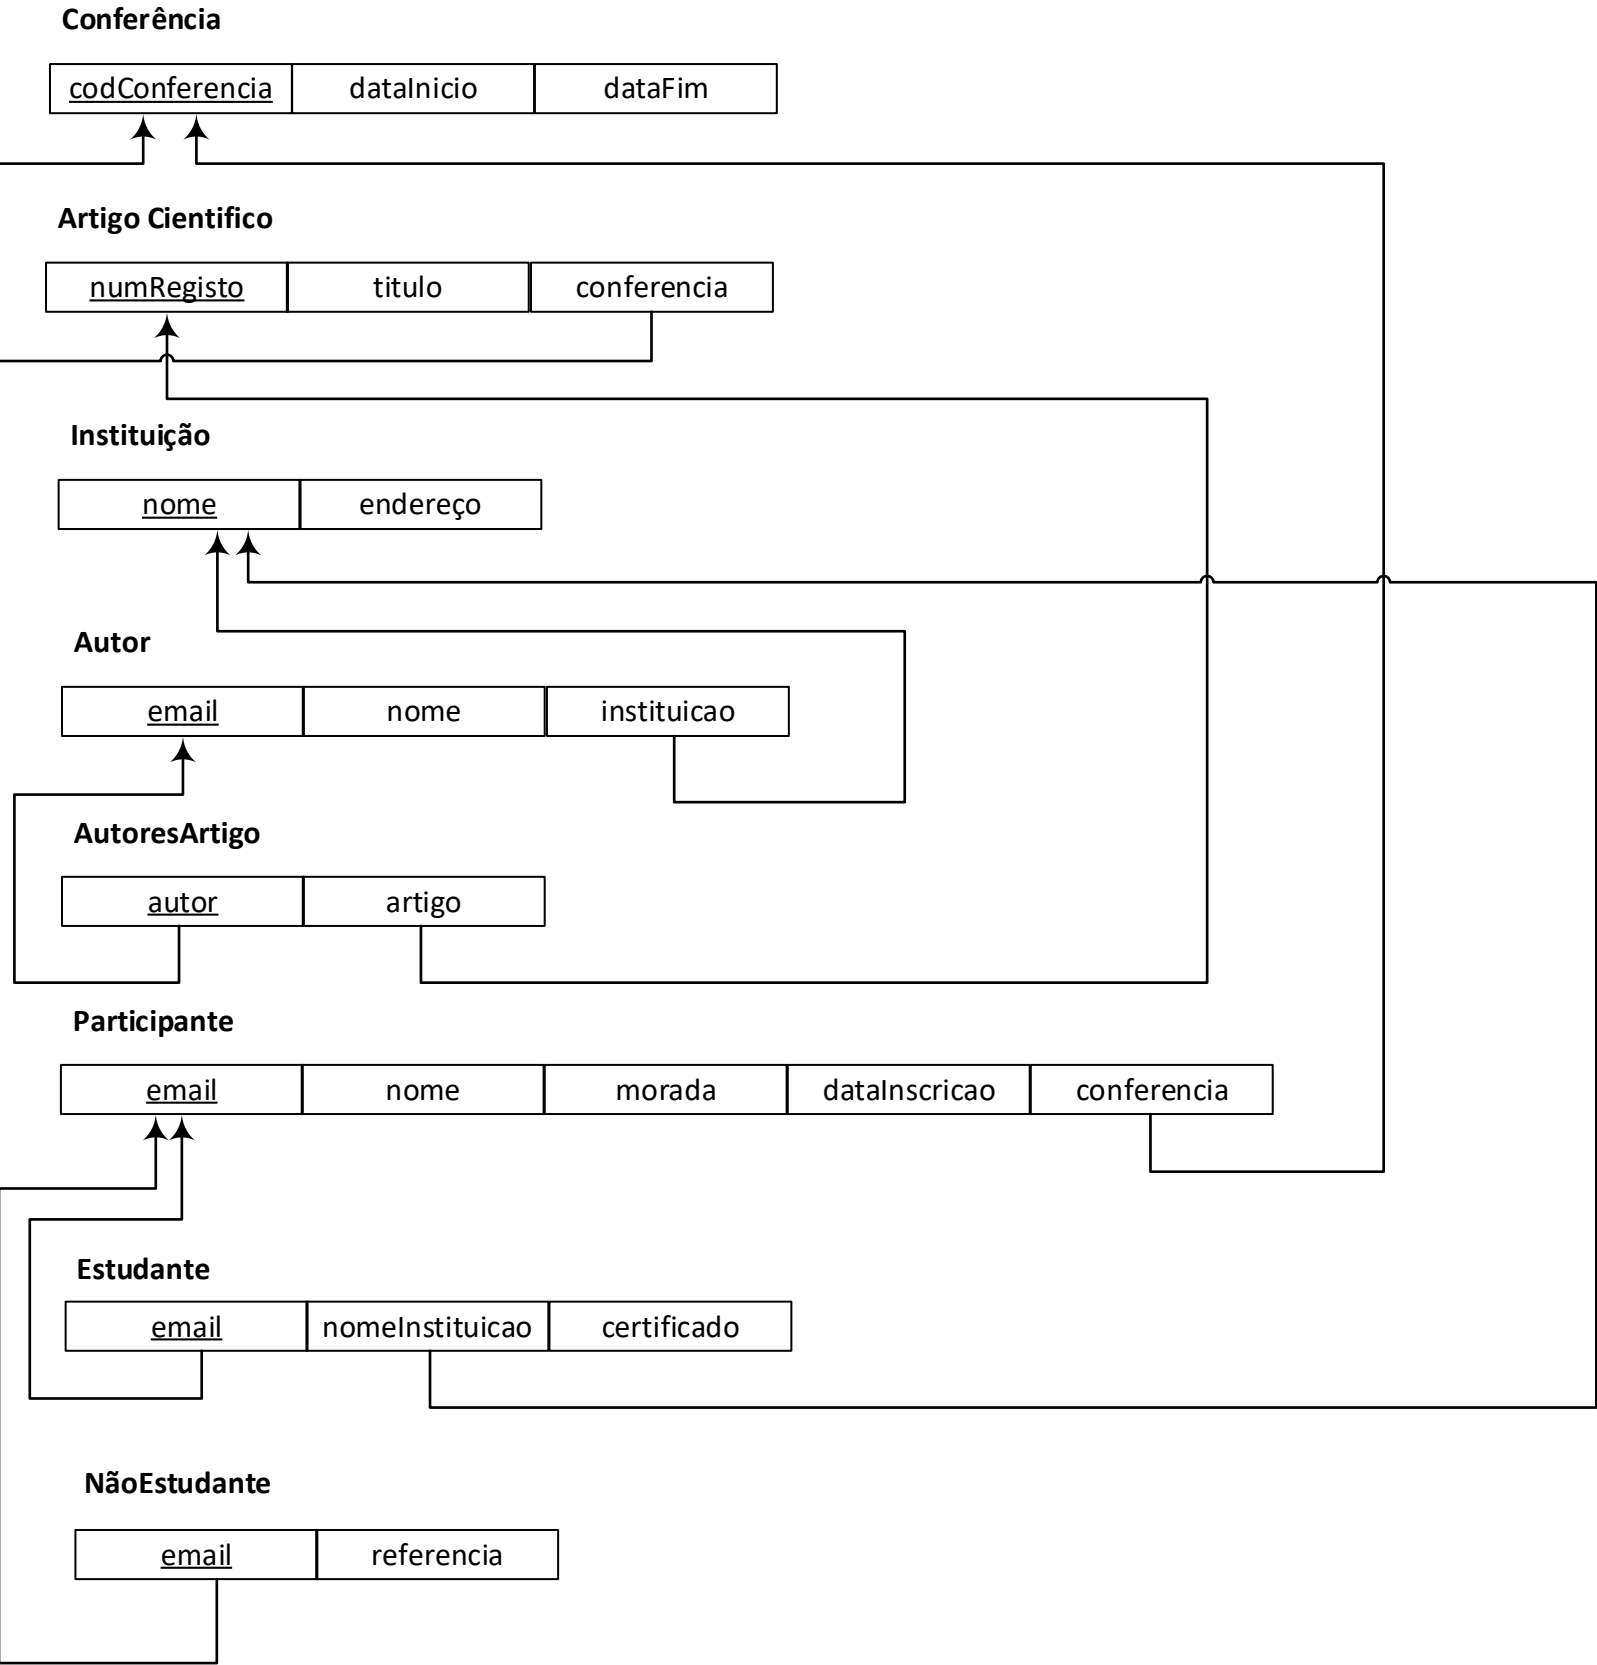 Conferência
codConferencia dataInicio dataFim
Artigo Cientifico
numRegisto titulo conferencia
Instituição
nome endereço
Autor
email nome instituicao
AutoresArtigo
autor artigo
Participante
email nome morada dataInscricao conferencia
Estudante
email nomeInstituicao certificado
NãoEstudante
email referencia